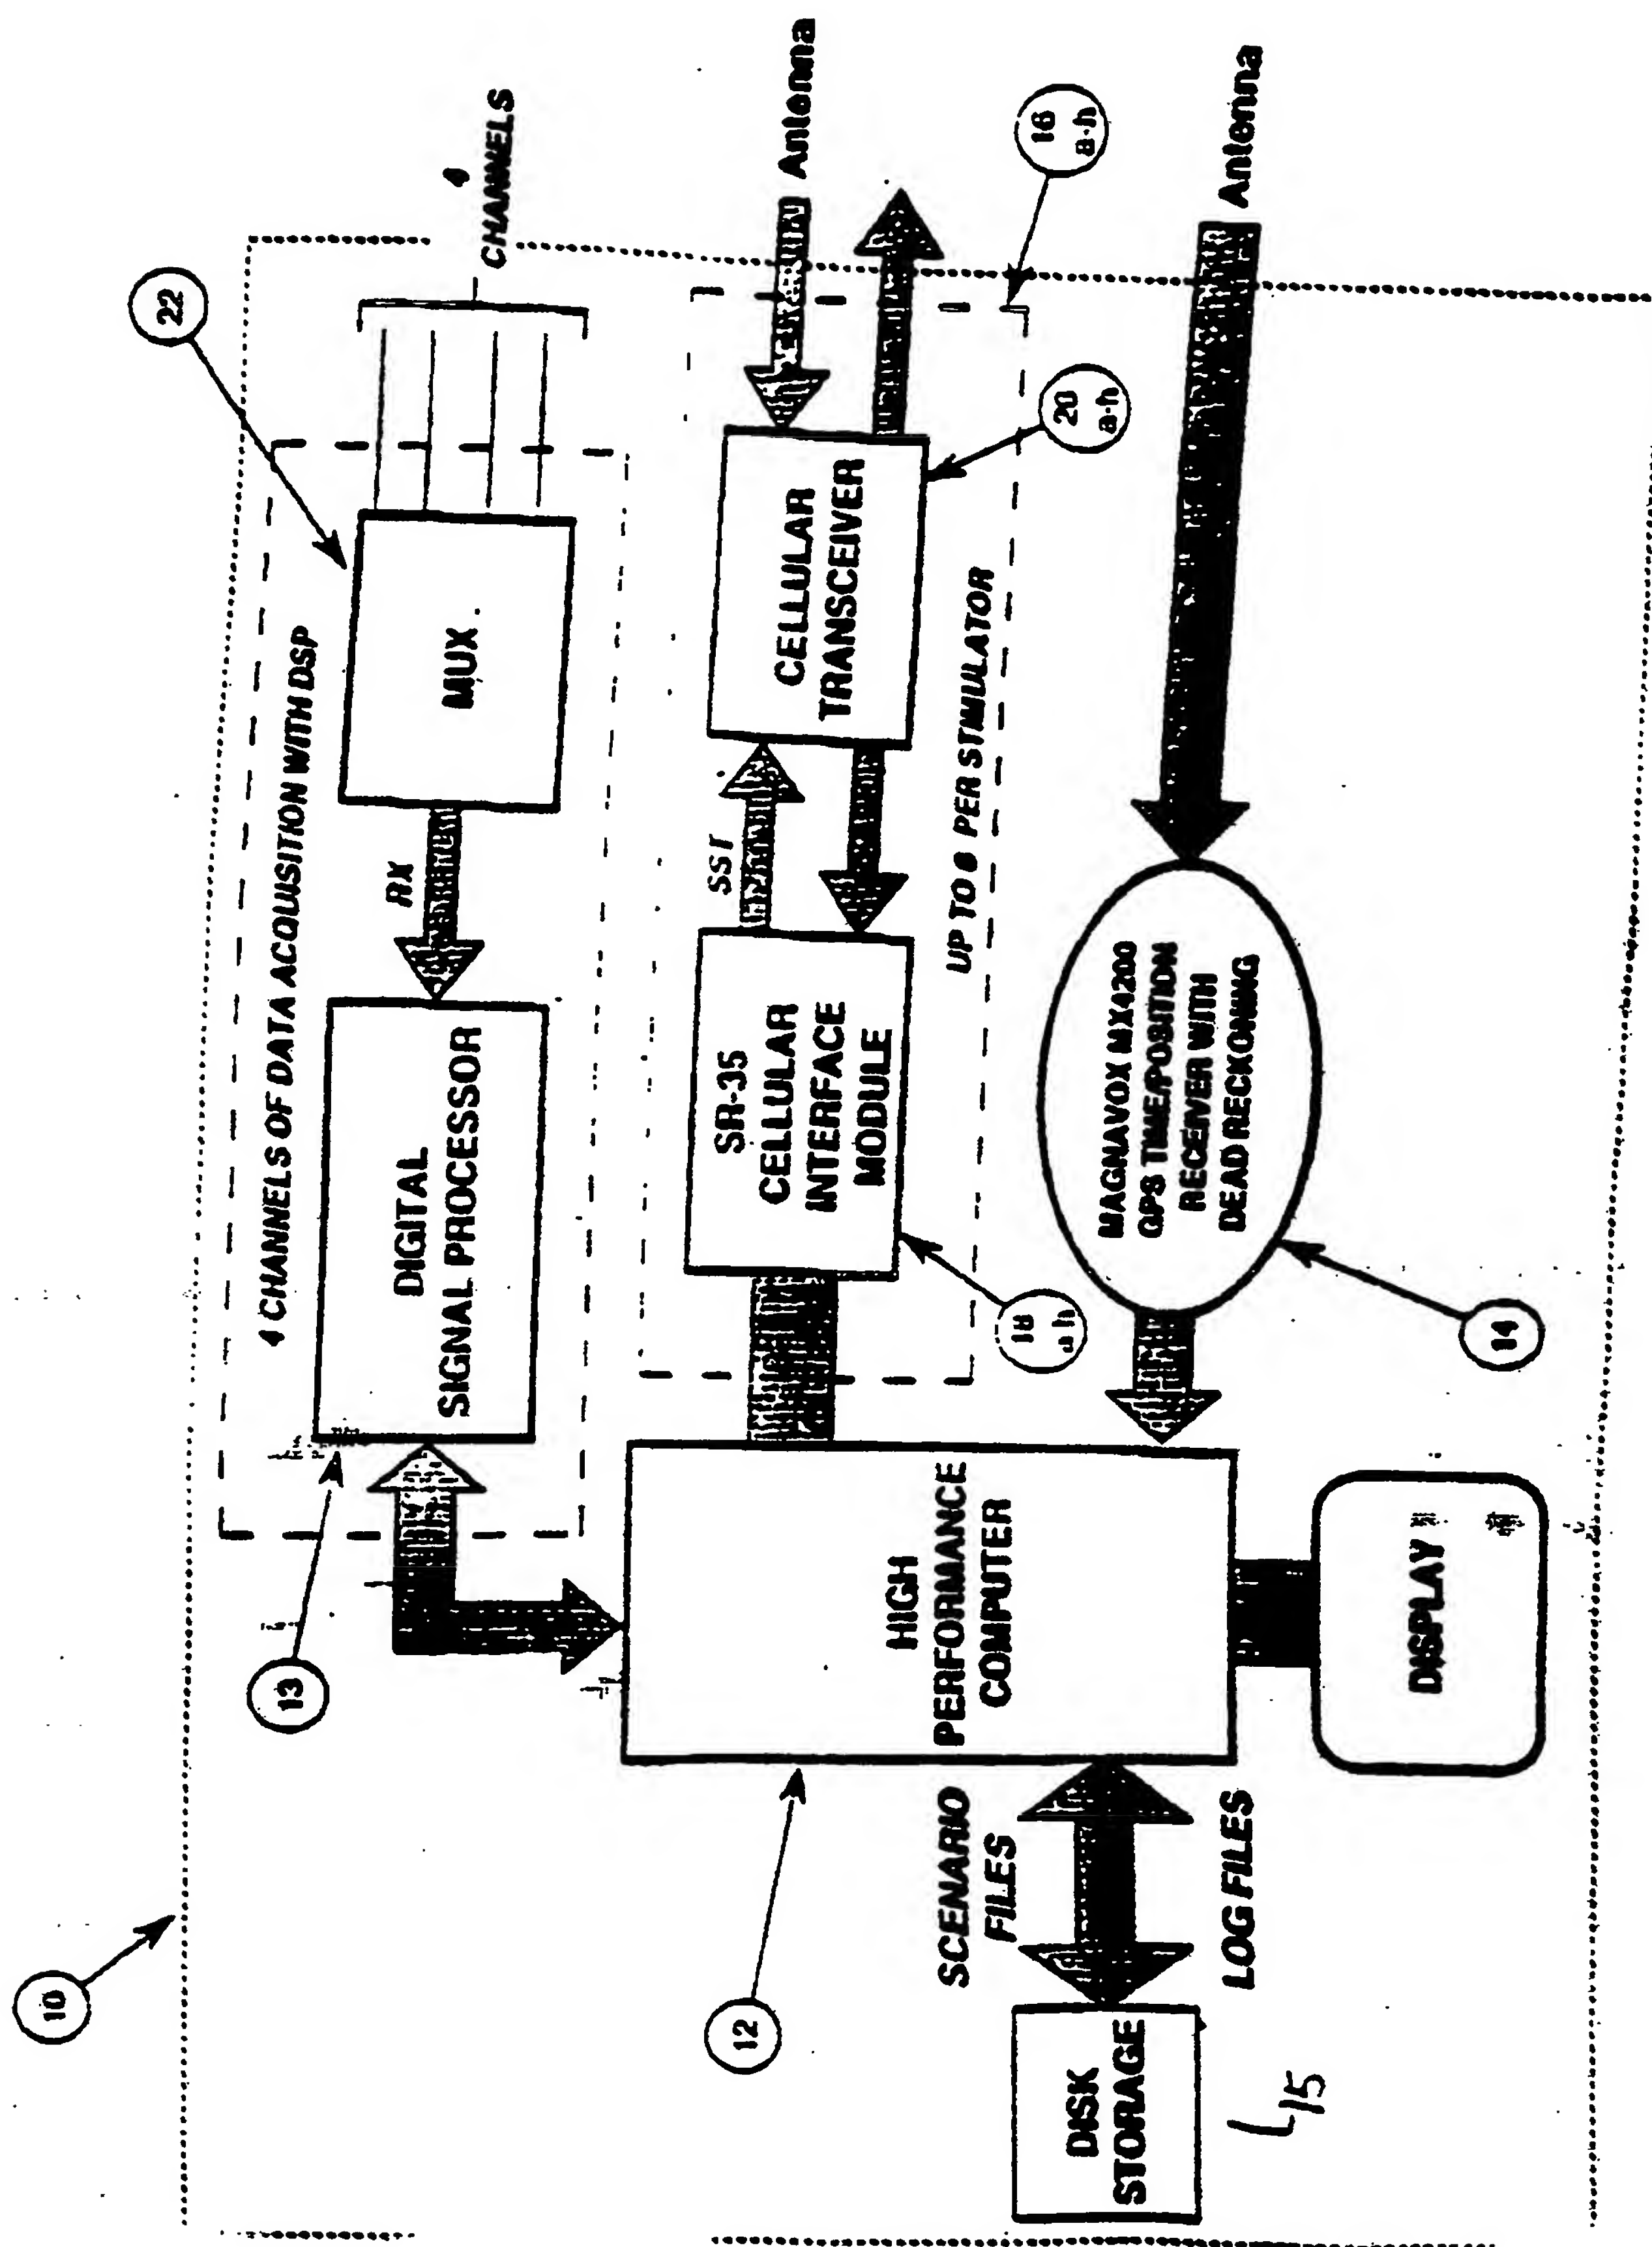 10
13
22
4 CHANNELS OF DATA ACQUISITION WITH DSP
DIGITAL
SIGNAL PROCESSOR
RX
MUX.
4
CHANNELS
12
HIGH
PERFORMANCE
COMPUTER
SR-35
CELLULAR
INTERFACE
MODULE
SST
CELLULAR
TRANSCEIVER
Antenna
SCENARIO
FILES
DISK
STORAGE
LOG FILES
15
18
a-h
UP TO 8 PER STIMULATOR
20
a-h
16
a-h
MAGNAVOX MX4200
GPS TIME/POSITION
RECEIVER WITH
DEAD RECKONING
Antenna
DISPLAY
14